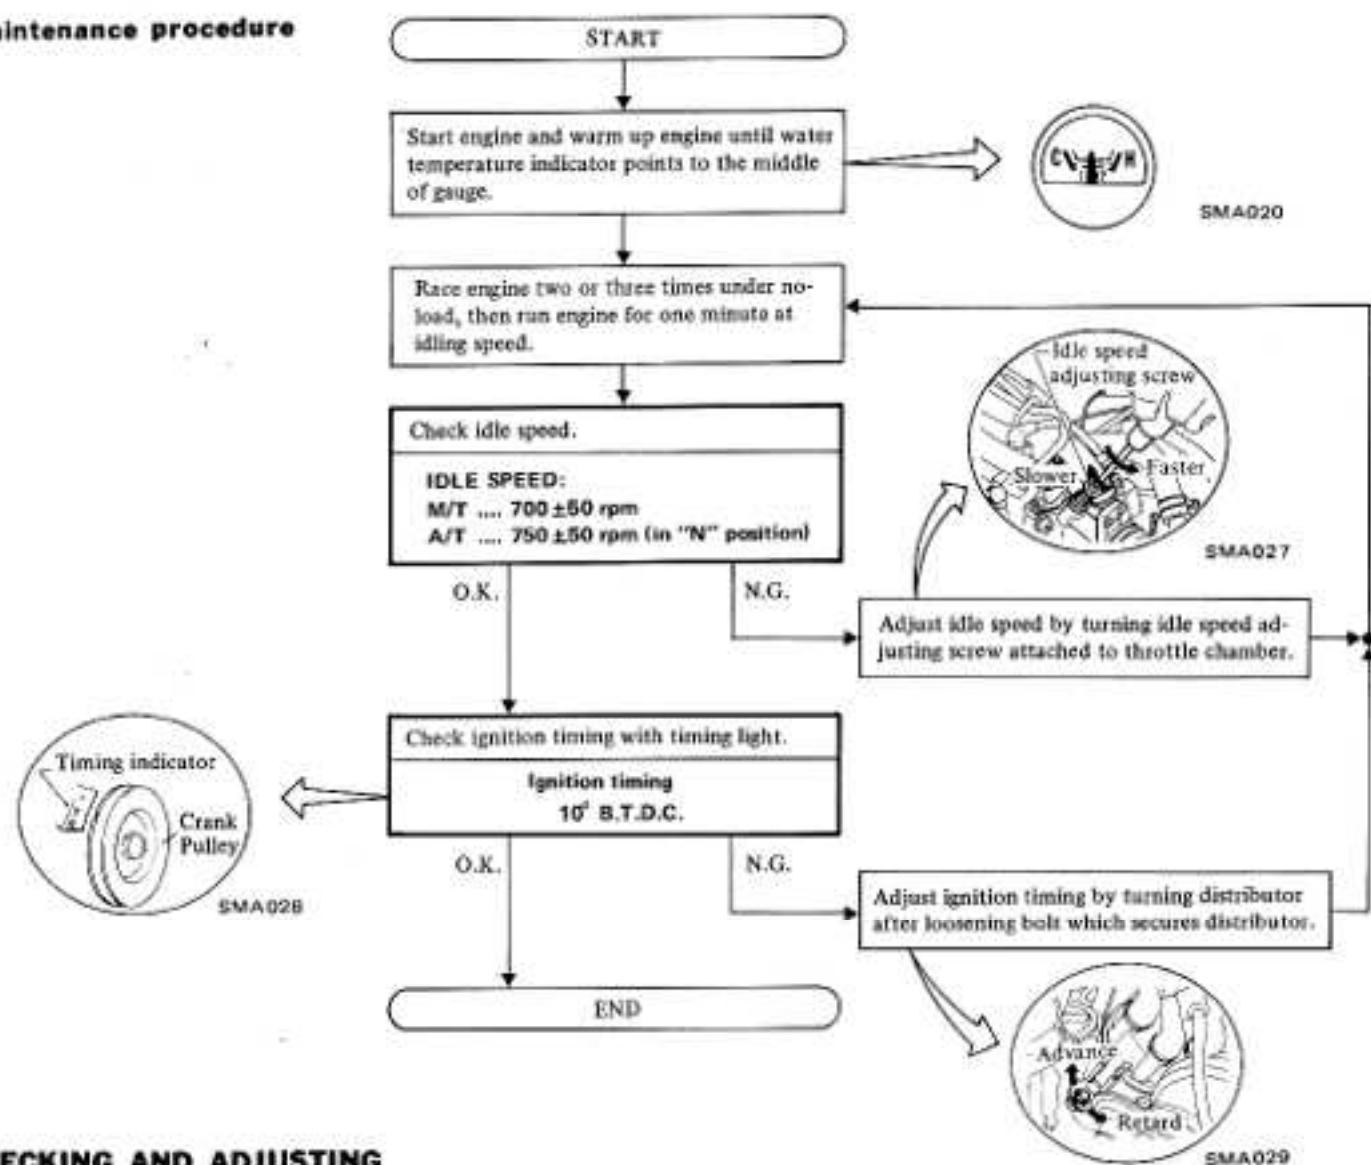 intenance procedure
START
Start engine and warm up engine until water
temperature indicator points to the middle
of gauge.
C H
SMA020
Race engine two or three times under no-
load, then run engine for one minute at
idling speed.
Idle speed
adjusting screw
Slower
Faster
SMA027
Check idle speed.
IDLE SPEED:
M/T .... 700 ±50 rpm
A/T .... 750 ±50 rpm (in "N" position)
O.K.
N.G.
Adjust idle speed by turning idle speed ad-
justing screw attached to throttle chamber.
Check ignition timing with timing light.
Ignition timing
10° B.T.D.C.
Timing indicator
Crank
Pulley
SMA028
O.K.
N.G.
Adjust ignition timing by turning distributor
after loosening bolt which secures distributor.
END
Advance
Retard
SMA029
ECKING AND ADJUSTING